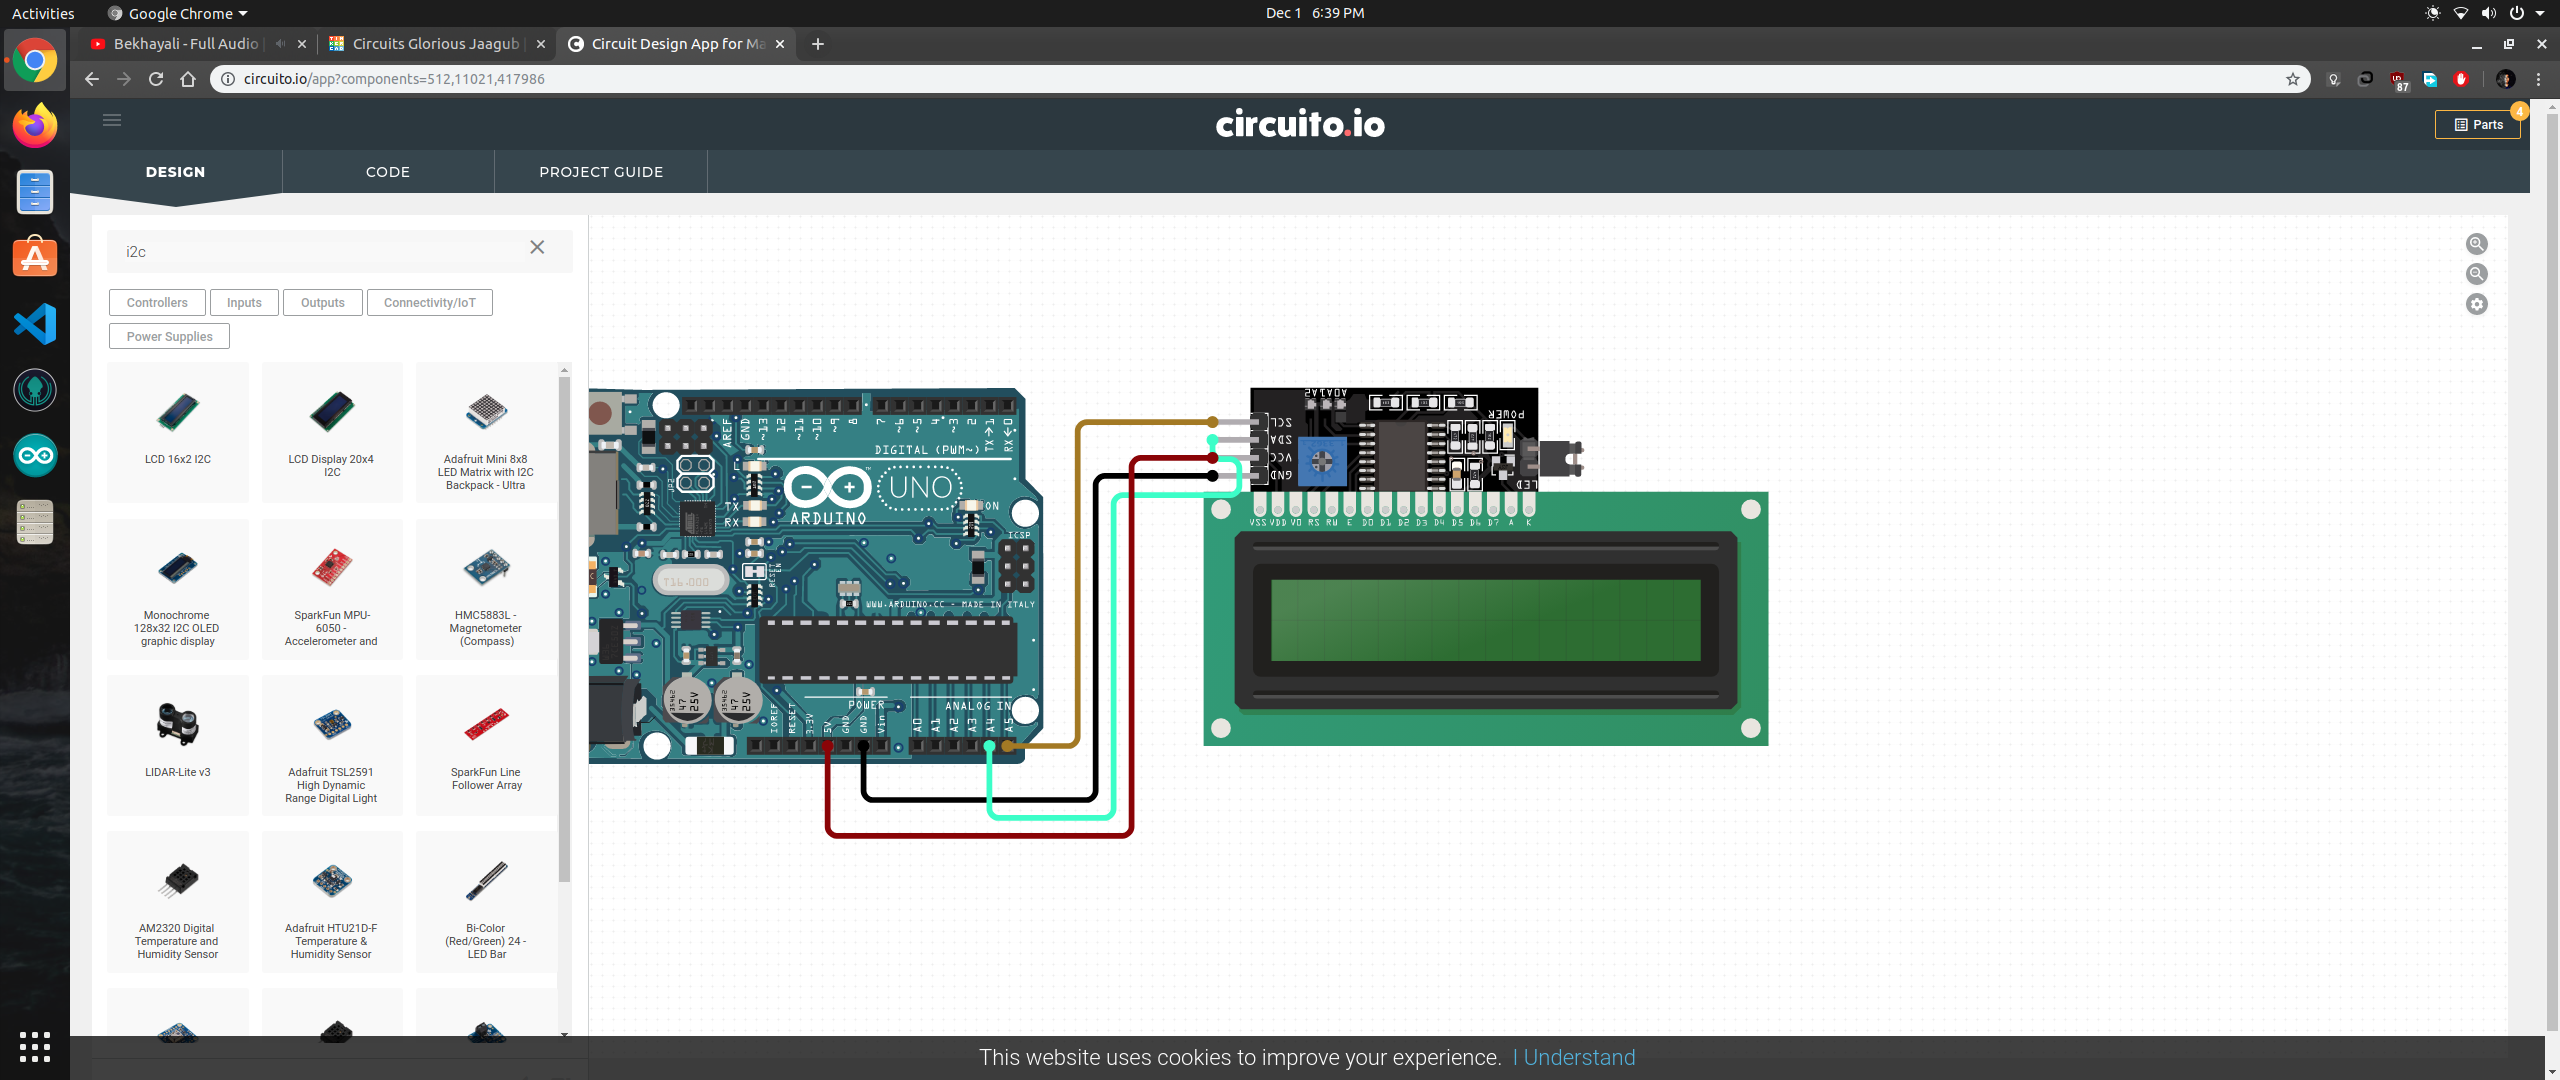 Activities
Google Chrome
Dec 1 6:39 PM
Bekhayali - Full Audio
Circuits Glorious Jaagub
Circuit Design App for Ma
circuito.io/app?components=512,11021,417986
87
circuito.io
Parts
4
DESIGN
CODE
PROJECT GUIDE
i2c
Controllers
Inputs
Outputs
Connectivity/IoT
Power Supplies
LCD 16x2 I2C
LCD Display 20x4
I2C
Adafruit Mini 8x8
LED Matrix with I2C
Backpack - Ultra
Monochrome
128x32 I2C OLED
graphic display
SparkFun MPU-
6050 -
Accelerometer and
HMC5883L -
Magnetometer
(Compass)
LIDAR-Lite v3
Adafruit TSL2591
High Dynamic
Range Digital Light
SparkFun Line
Follower Array
AM2320 Digital
Temperature and
Humidity Sensor
Adafruit HTU21D-F
Temperature &
Humidity Sensor
Bi-Color
(Red/Green) 24 -
LED Bar
AREF
GND
~13
12
~11
~10
~9
8
7
~6
~5
4
~3
2
TX→1
RX←0
DIGITAL (PWM~)
UNO
ARDUINO
TX
RX
ON
ICSP
RESET
T16.000
WWW.ARDUINO.CC - MADE IN ITALY
47
25V
47
25V
POWER
ANALOG IN
IOREF
RESET
3.3V
5V
GND
GND
Vin
A0
A1
A2
A3
A4
A5
A0A1A2
SCL
SDA
VCC
GND
POWER
LED
VSS VDD VO RS RW E D0 D1 D2 D3 D4 D5 D6 D7 A K
This website uses cookies to improve your experience. I Understand